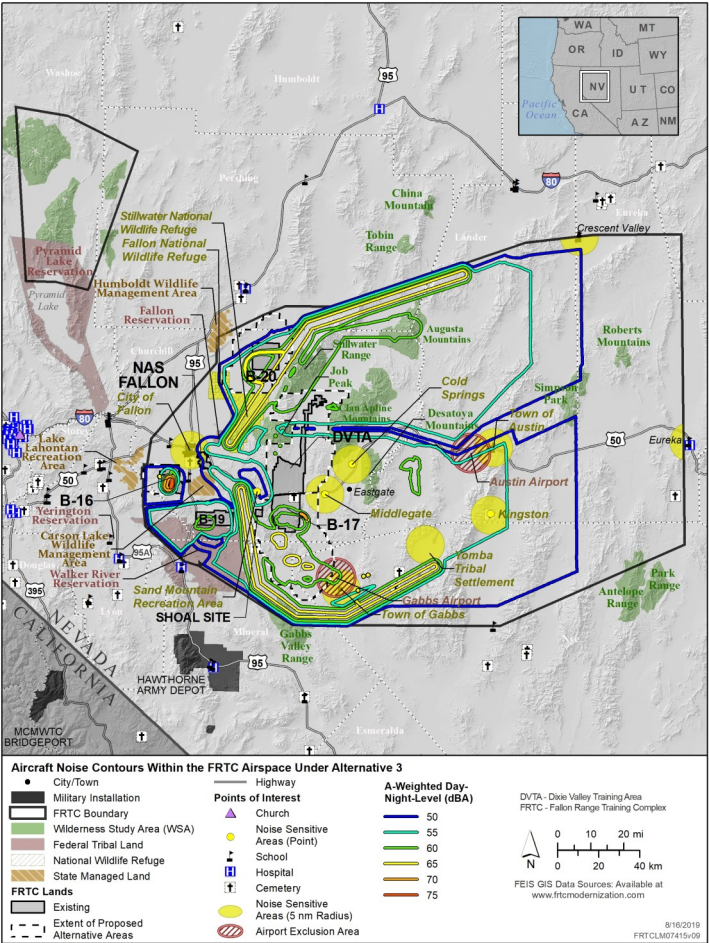 WA
MT
OR
ID
WY
NV
UT
CO
CA
AZ
NM
Pacific
Ocean
Washoe
Humboldt
95
Pershing
80
Eureka
Crescent Valley
China
Mountain
Tobin
Range
Lander
Stillwater National
Wildlife Refuge
Fallon National
Wildlife Refuge
Pyramid
Lake
Reservation
Pyramid
Lake
Humboldt Wildlife
Management Area
Fallon
Reservation
Churchill
95
NAS
FALLON
City of
Fallon
B-20
Stillwater
Range
Job
Peak
Augusta
Mountains
Roberts
Mountains
Clan Alpine
Mountains
DVTA
Cold
Springs
Desatoya
Mountains
Simpson
Park
Town of
Austin
80
Storey
Lake
Lahontan
Recreation
Area
50
50
Eureka
Austin Airport
B-16
Eastgate
Middlegate
B-17
Kingston
B-19
Yerington
Reservation
Carson Lake
Wildlife
Management
Area
95A
Douglas
Walker River
Reservation
Yomba
Tribal
Settlement
395
Lyon
Sand Mountain
Recreation Area
SHOAL SITE
Mineral
Gabbs Airport
Town of Gabbs
Park
Range
Antelope
Range
Gabbs
Valley
Range
NEVADA
CALIFORNIA
HAWTHORNE
ARMY DEPOT
95
MCMWTC
BRIDGEPORT
Esmeralda
Aircraft Noise Contours Within the FRTC Airspace Under Alternative 3
City/Town
Military Installation
FRTC Boundary
Wilderness Study Area (WSA)
Federal Tribal Land
National Wildlife Refuge
State Managed Land
FRTC Lands
Existing
Extent of Proposed
Alternative Areas
Highway
Points of Interest
Church
Noise Sensitive
Areas (Point)
School
H Hospital
Cemetery
Noise Sensitive
Areas (5 nm Radius)
Airport Exclusion Area
A-Weighted Day-
Night-Level (dBA)
50
55
60
65
70
75
DVTA - Dixie Valley Training Area
FRTC - Fallon Range Training Complex
N
0 10 20 mi
0 20 40 km
FEIS GIS Data Sources: Available at
www.frtcmodernization.com
8/16/2019
FRTCLM07415v09